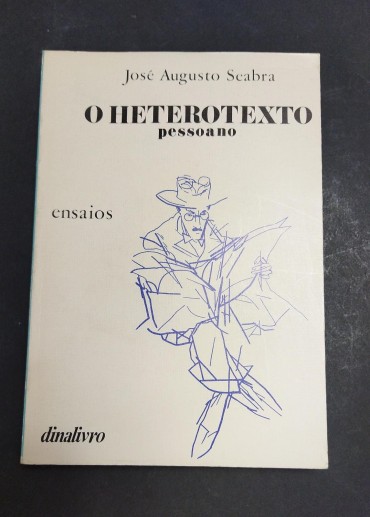 José Augusto Seabra
O HETEROTEXTO
pessoano
ensaios
dinalivro